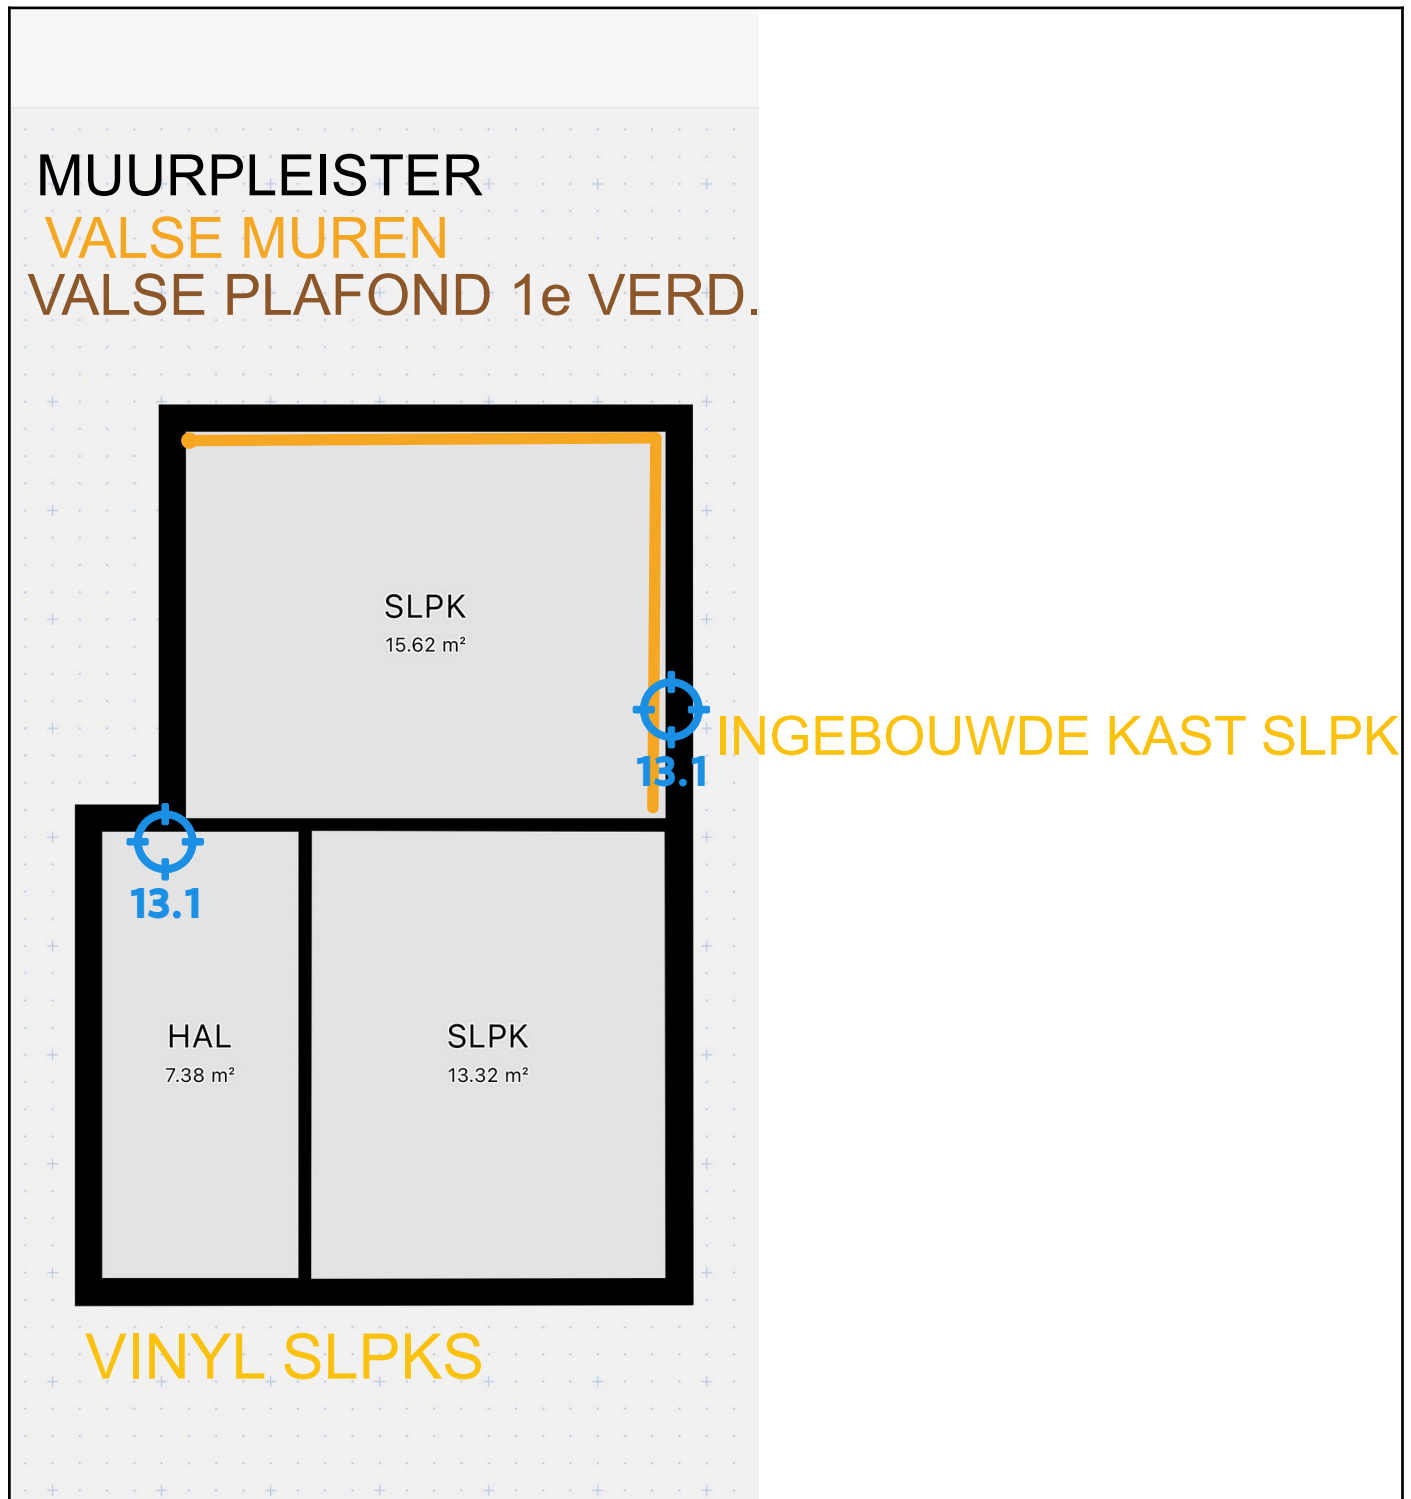 MUURPLEISTER
VALSE MUREN
VALSE PLAFOND 1e VERD.
SLPK
15.62 m²
13.1
INGEBOUWDE KAST SLPK
13.1
HAL
7.38 m²
SLPK
13.32 m²
VINYL SLPKS